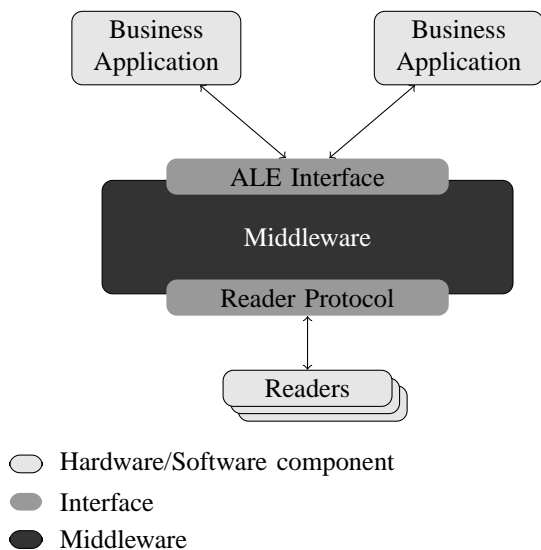 Business
Application
Business
Application
ALE Interface
Middleware
Reader Protocol
Readers
Hardware/Software component
Interface
Middleware